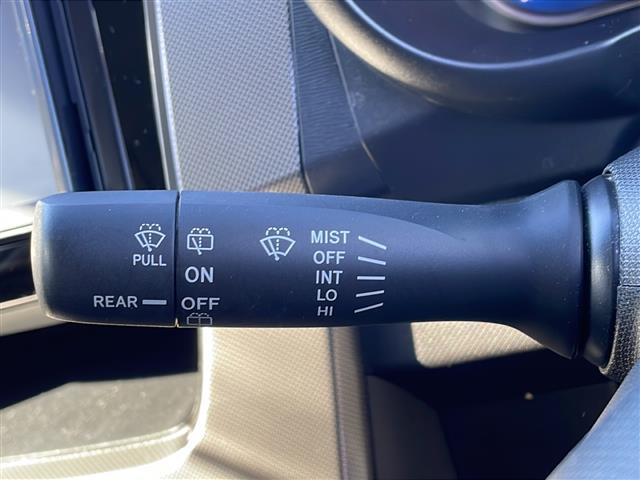 PULL
REAR
ON
OFF
MIST
OFF
INT
LO
HI